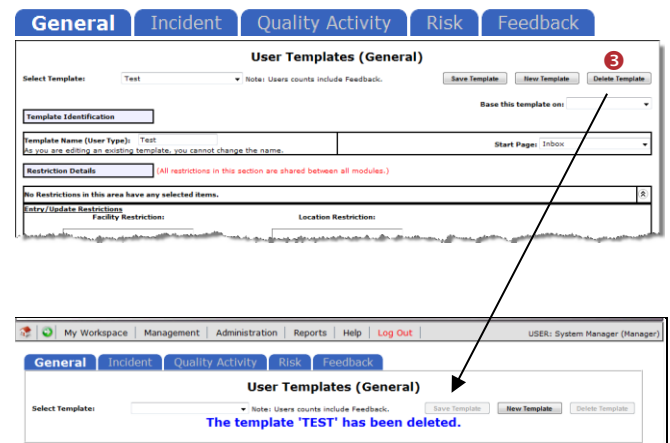 General Incident Quality Activity Risk Feedback
User Templates (General)
3
Select Template: Test Note: Users counts include Feedback. Save Template New Template Delete Template
Base this template on:
Template Identification
Template Name (User Type): Test
As you are editing an existing template, you cannot change the name.
Start Page: Inbox
Restriction Details (All restrictions in this section are shared between all modules.)
No Restrictions in this area have any selected items.
Entry/Update Restrictions
Facility Restriction: Location Restriction:
My Workspace Management Administration Reports Help Log Out USER: System Manager (Manager)
General Incident Quality Activity Risk Feedback
User Templates (General)
Select Template: Note: Users counts include Feedback. Save Template New Template Delete Template
The template 'TEST' has been deleted.